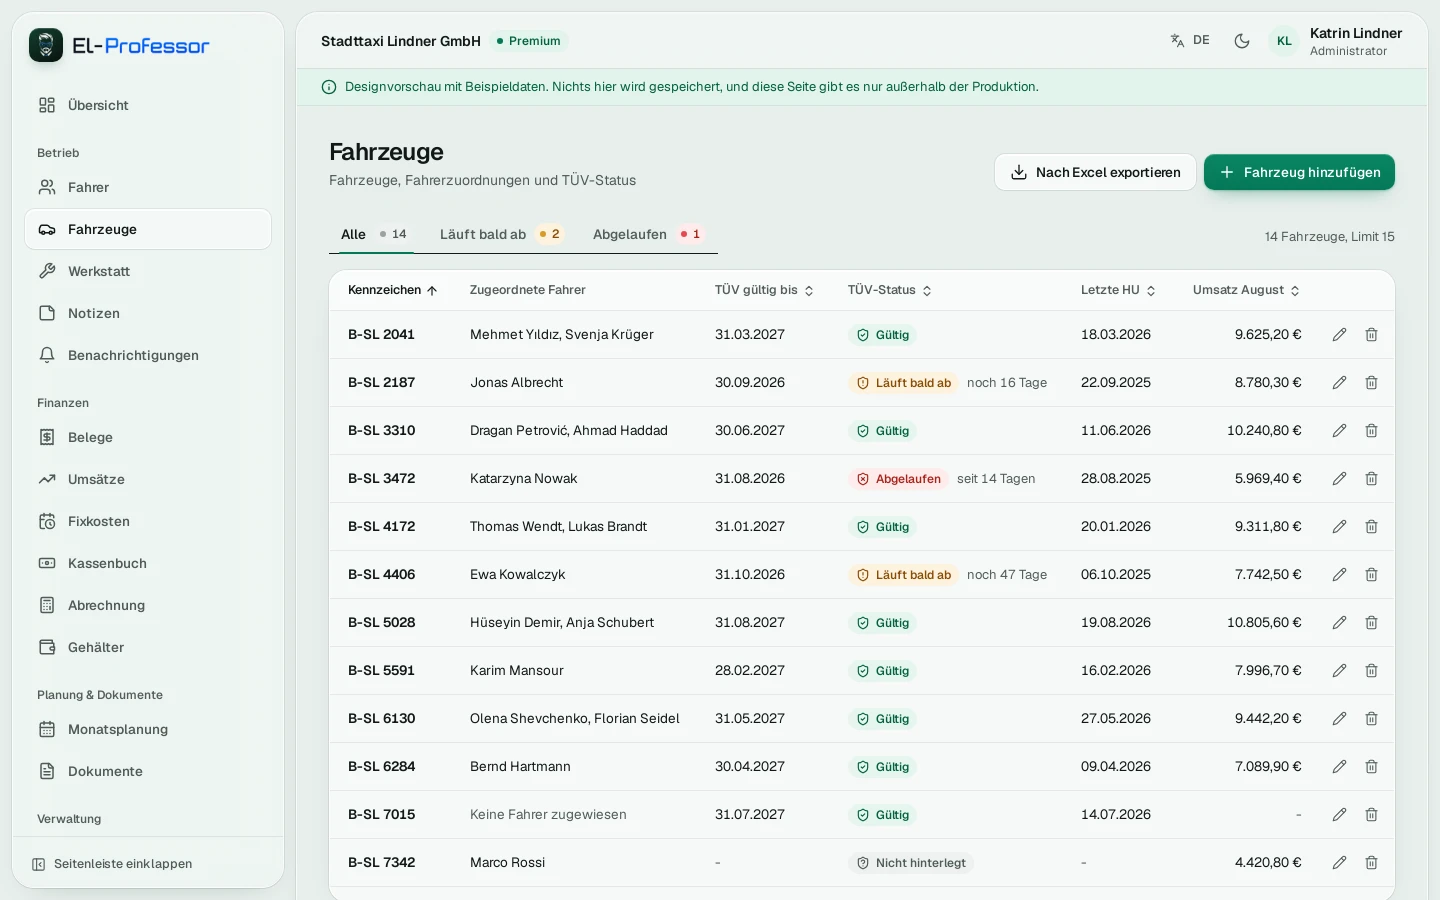 El-Professor
Übersicht
Betrieb
Fahrer
Fahrzeuge
Werkstatt
Notizen
Benachrichtigungen
Finanzen
Belege
Umsätze
Fixkosten
Kassenbuch
Abrechnung
Gehälter
Planung & Dokumente
Monatsplanung
Dokumente
Verwaltung
Seitenleiste einklappen
Stadttaxi Lindner GmbH Premium
DE
KL
Katrin Lindner
Administrator
Designvorschau mit Beispieldaten. Nichts hier wird gespeichert, und diese Seite gibt es nur außerhalb der Produktion.
Fahrzeuge
Fahrzeuge, Fahrerzuordnungen und TÜV-Status
Nach Excel exportieren
Fahrzeug hinzufügen
Alle 14 Läuft bald ab 2 Abgelaufen 1
14 Fahrzeuge, Limit 15
Kennzeichen Zugeordnete Fahrer TÜV gültig bis TÜV-Status Letzte HU Umsatz August
B-SL 2041 Mehmet Yıldız, Svenja Krüger 31.03.2027 Gültig 18.03.2026 9.625,20 €
B-SL 2187 Jonas Albrecht 30.09.2026 Läuft bald ab noch 16 Tage 22.09.2025 8.780,30 €
B-SL 3310 Dragan Petrović, Ahmad Haddad 30.06.2027 Gültig 11.06.2026 10.240,80 €
B-SL 3472 Katarzyna Nowak 31.08.2026 Abgelaufen seit 14 Tagen 28.08.2025 5.969,40 €
B-SL 4172 Thomas Wendt, Lukas Brandt 31.01.2027 Gültig 20.01.2026 9.311,80 €
B-SL 4406 Ewa Kowalczyk 31.10.2026 Läuft bald ab noch 47 Tage 06.10.2025 7.742,50 €
B-SL 5028 Hüseyin Demir, Anja Schubert 31.08.2027 Gültig 19.08.2026 10.805,60 €
B-SL 5591 Karim Mansour 28.02.2027 Gültig 16.02.2026 7.996,70 €
B-SL 6130 Olena Shevchenko, Florian Seidel 31.05.2027 Gültig 27.05.2026 9.442,20 €
B-SL 6284 Bernd Hartmann 30.04.2027 Gültig 09.04.2026 7.089,90 €
B-SL 7015 Keine Fahrer zugewiesen 31.07.2027 Gültig 14.07.2026 -
B-SL 7342 Marco Rossi - Nicht hinterlegt - 4.420,80 €